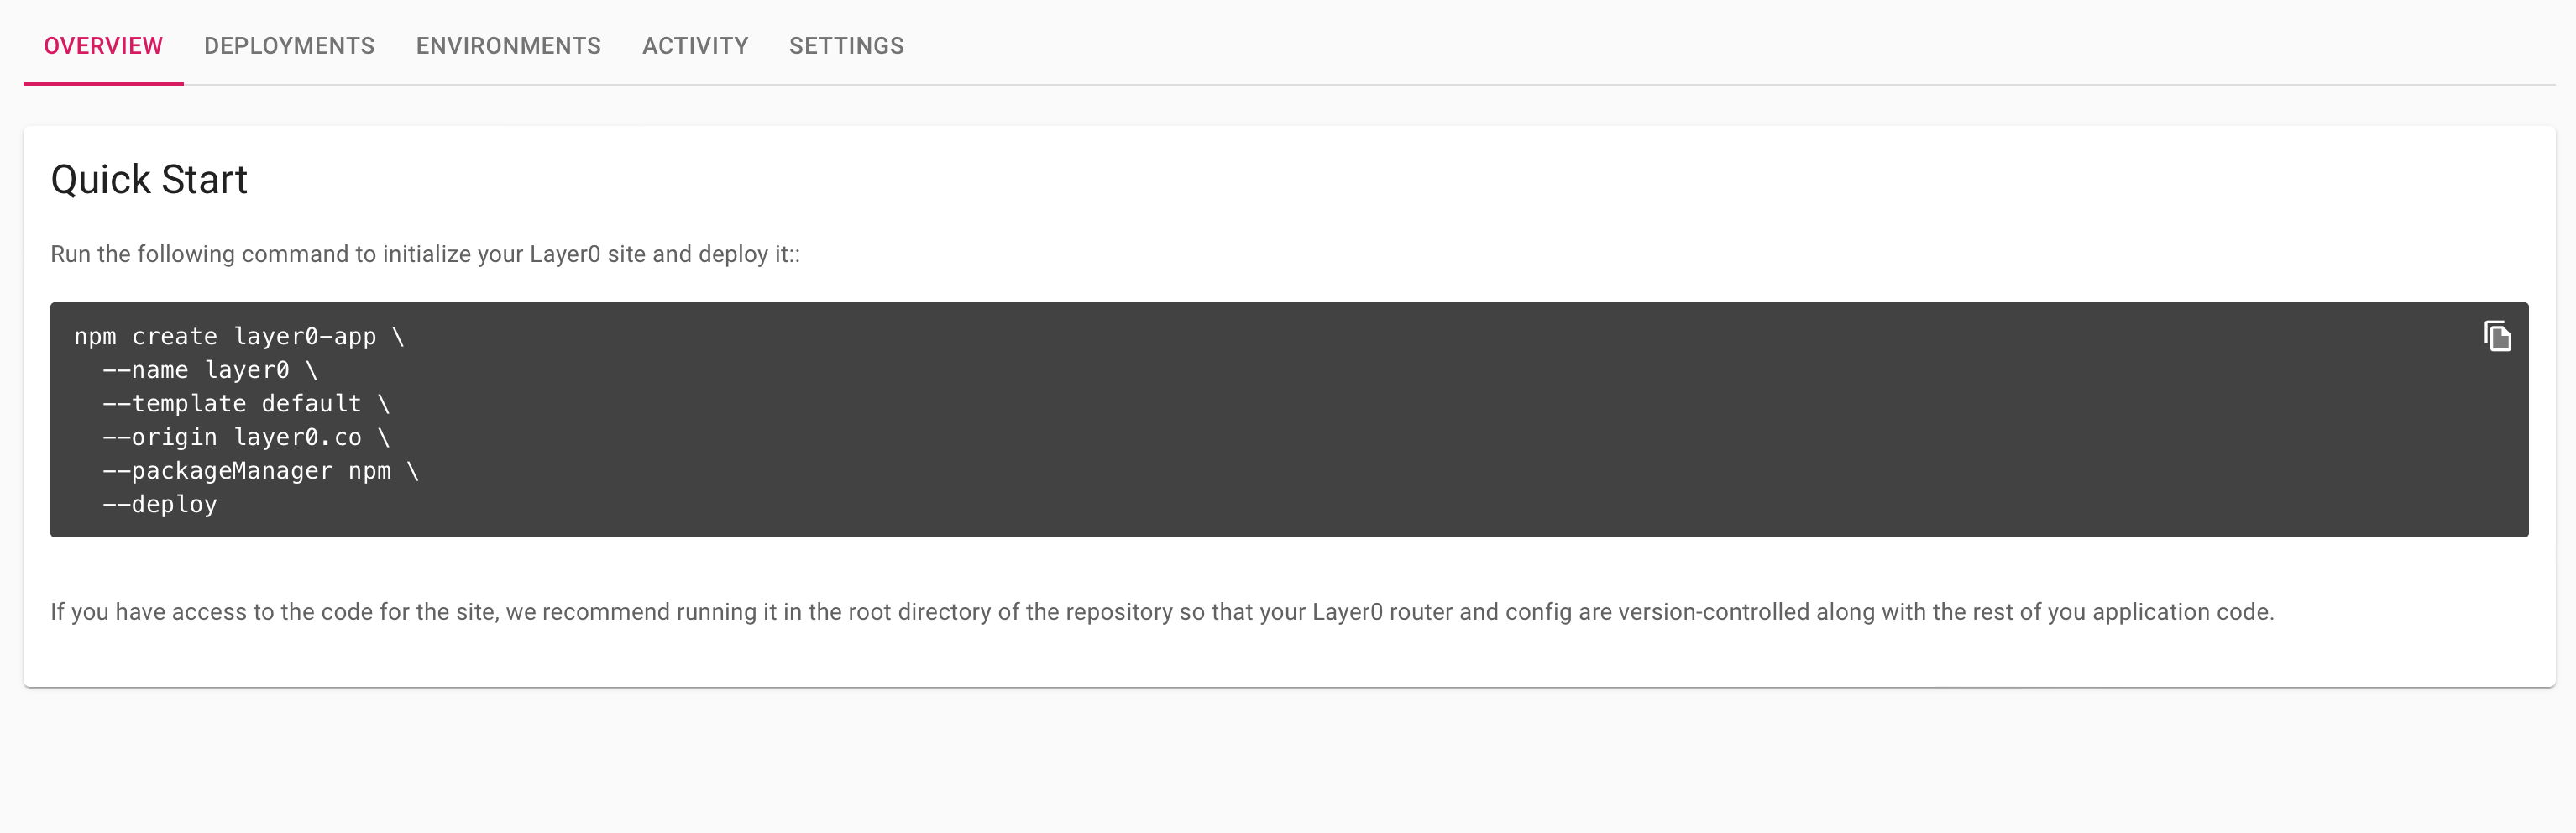 OVERVIEW DEPLOYMENTS ENVIRONMENTS ACTIVITY SETTINGS
Quick Start
Run the following command to initialize your Layer0 site and deploy it::
npm create layer0-app \
  --name layer0 \
  --template default \
  --origin layer0.co \
  --packageManager npm \
  --deploy
If you have access to the code for the site, we recommend running it in the root directory of the repository so that your Layer0 router and config are version-controlled along with the rest of you application code.